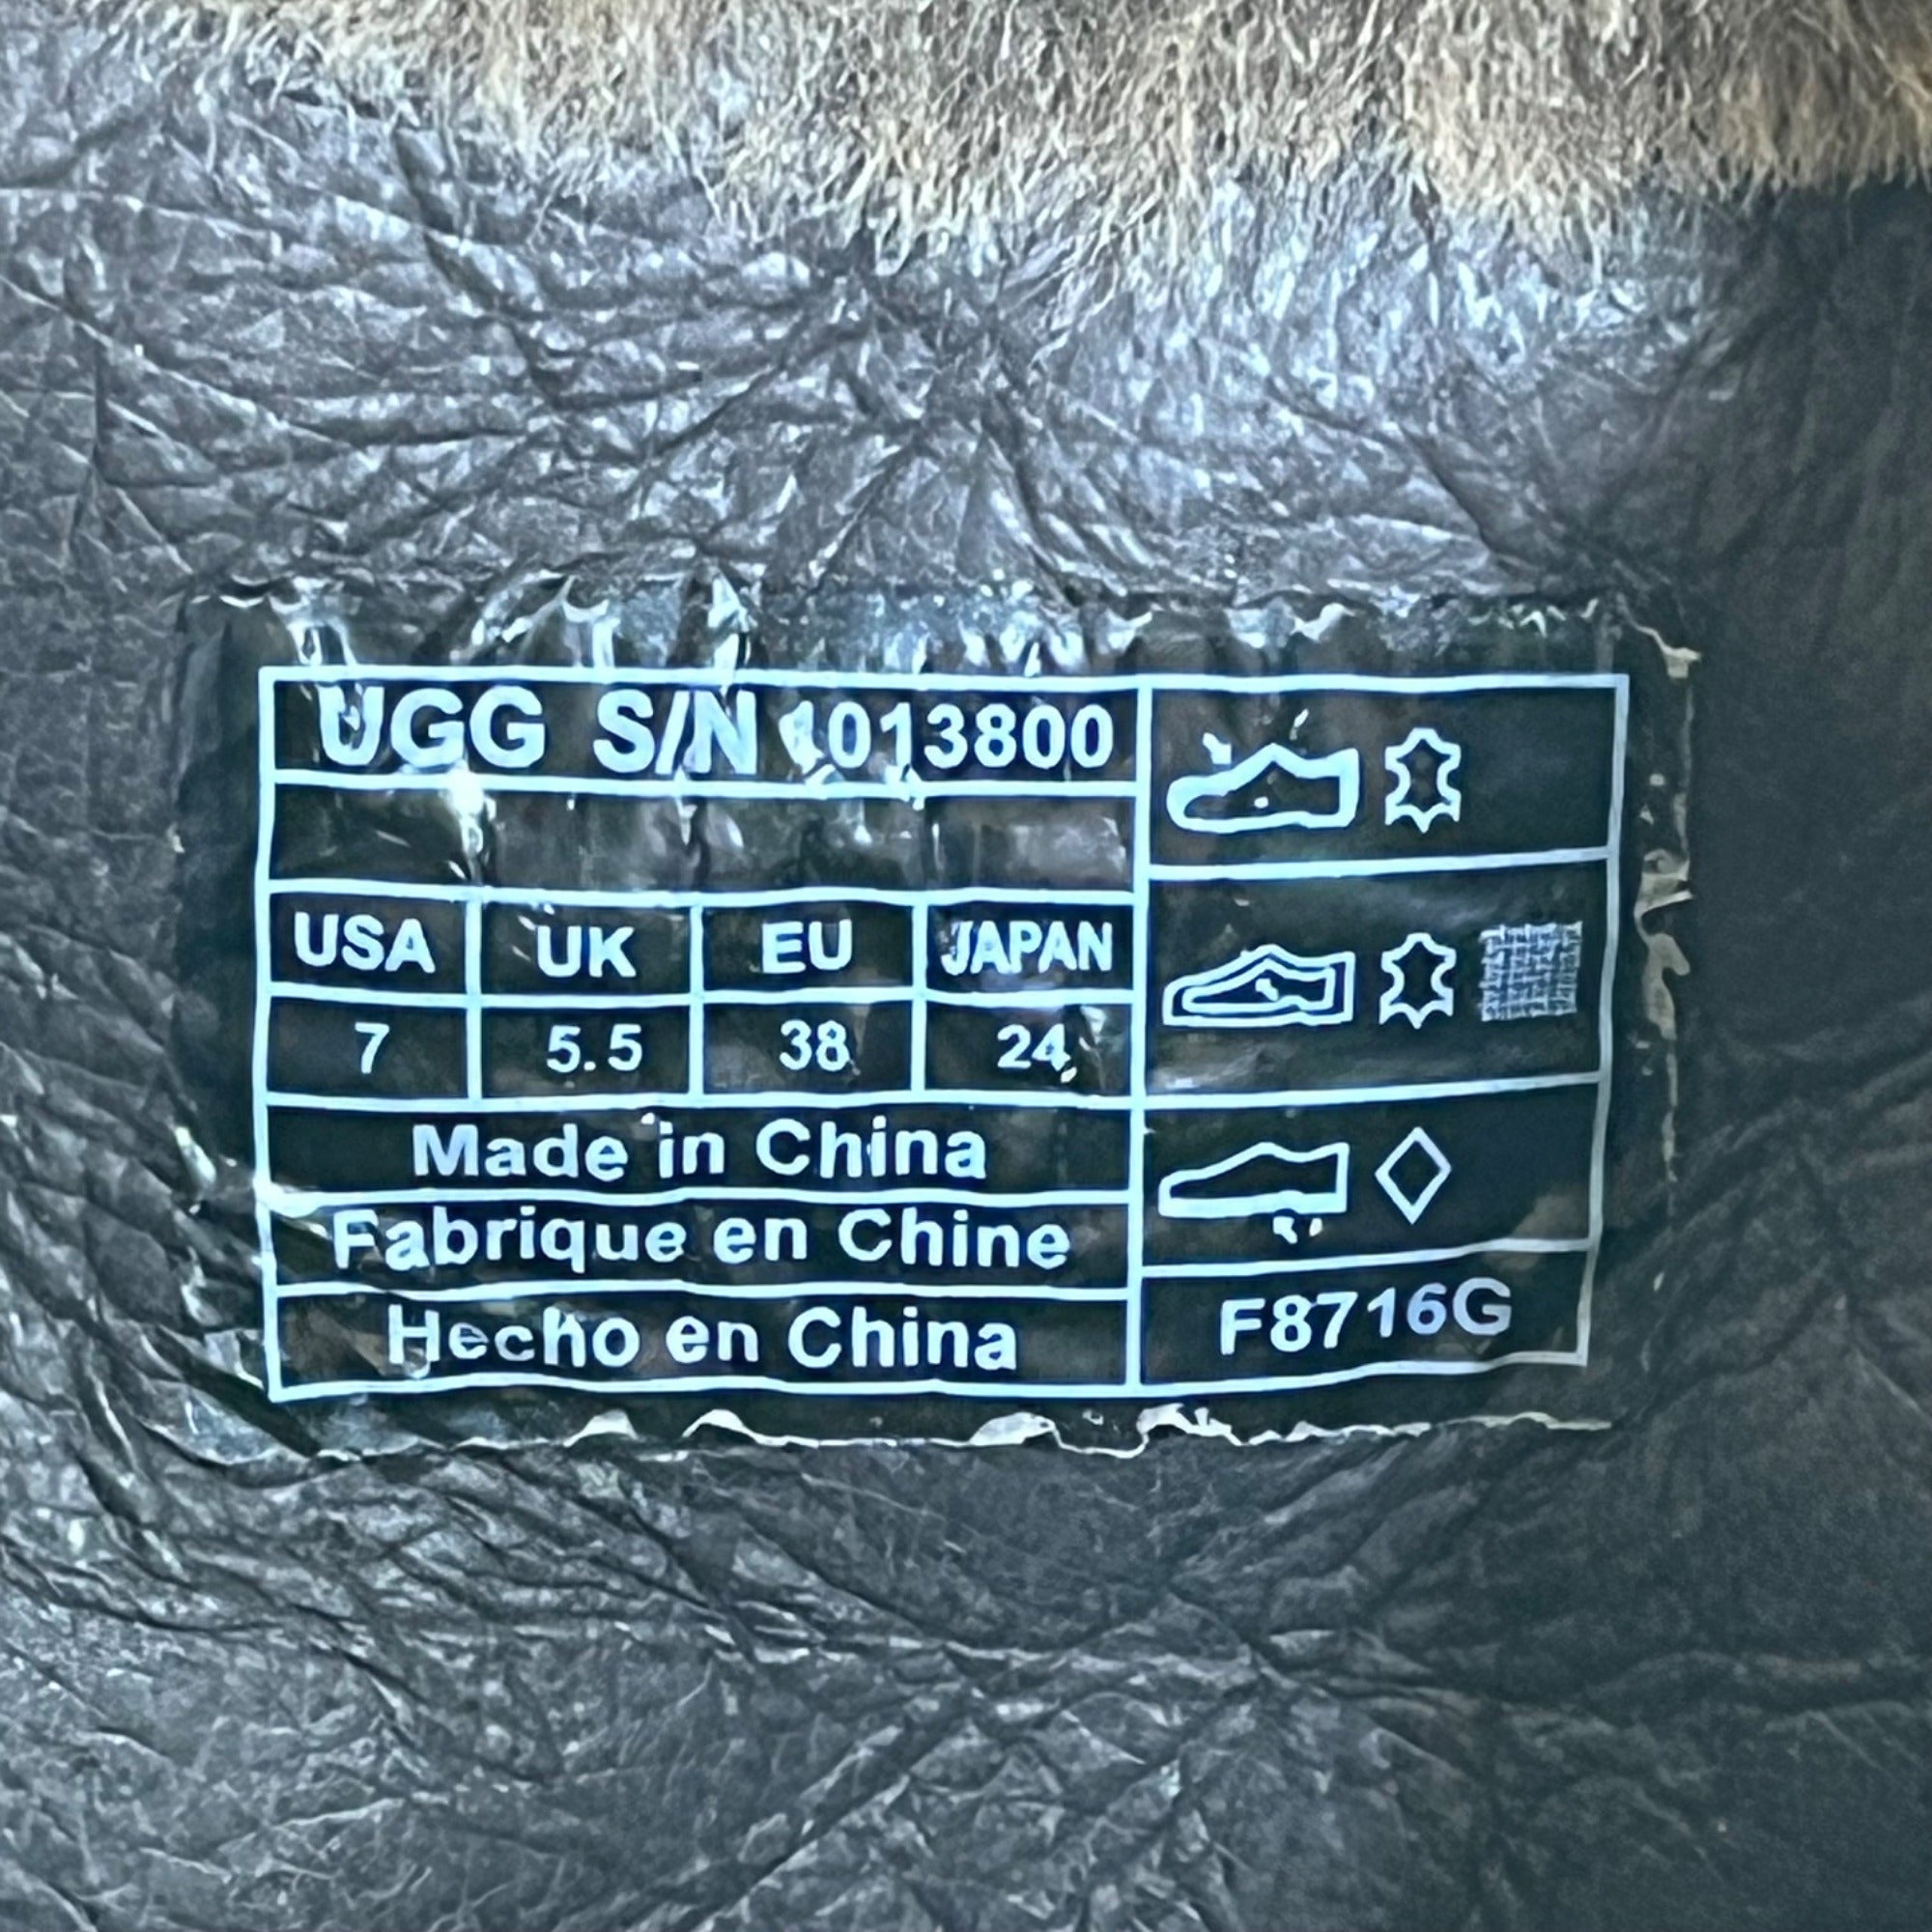 UGG S/N 1013800
USA UK EU JAPAN
7 5.5 38 24
Made in China
Fabrique en Chine
Hecho en China
F8716G